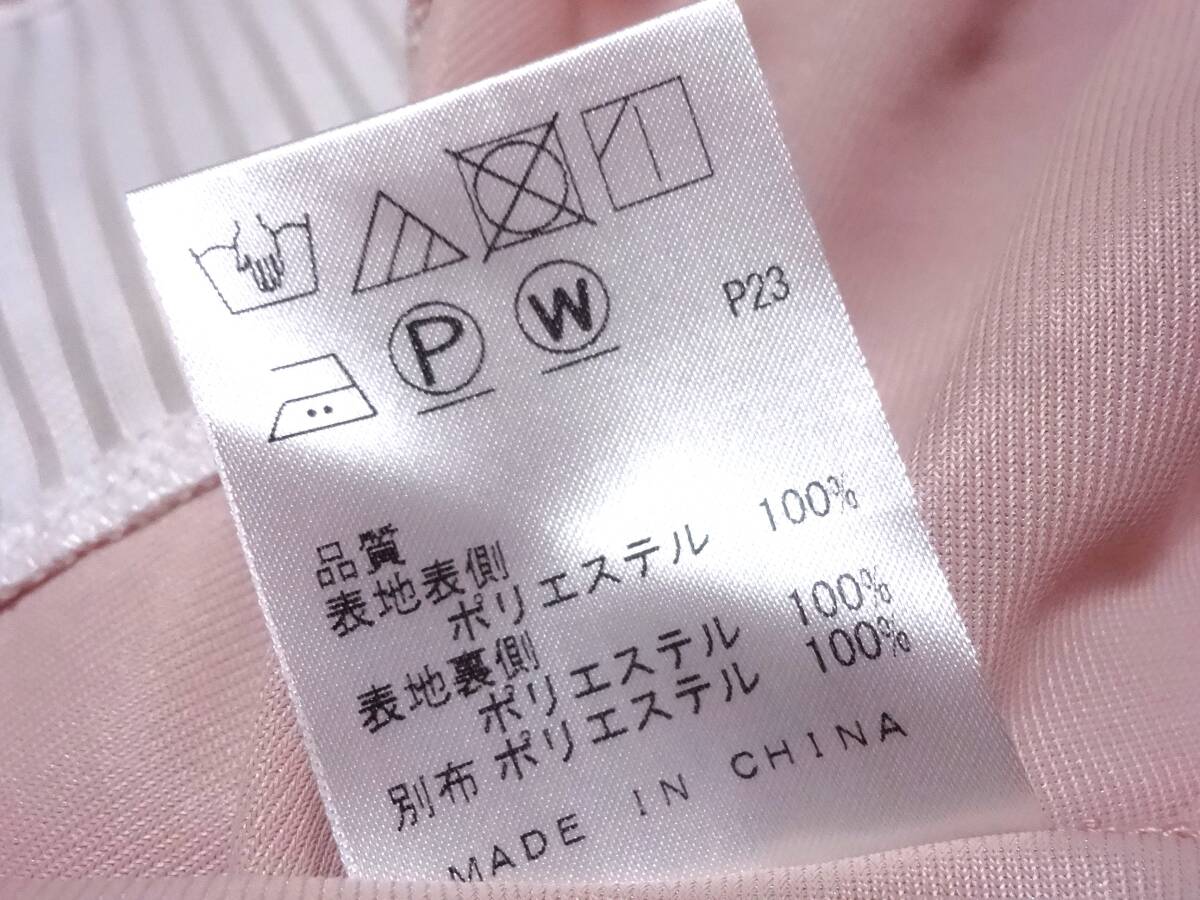 P W P23
品質
表地表側
ポリエステル 100%
表地裏側
ポリエステル 100%
別布 ポリエステル 100%
MADE IN CHINA